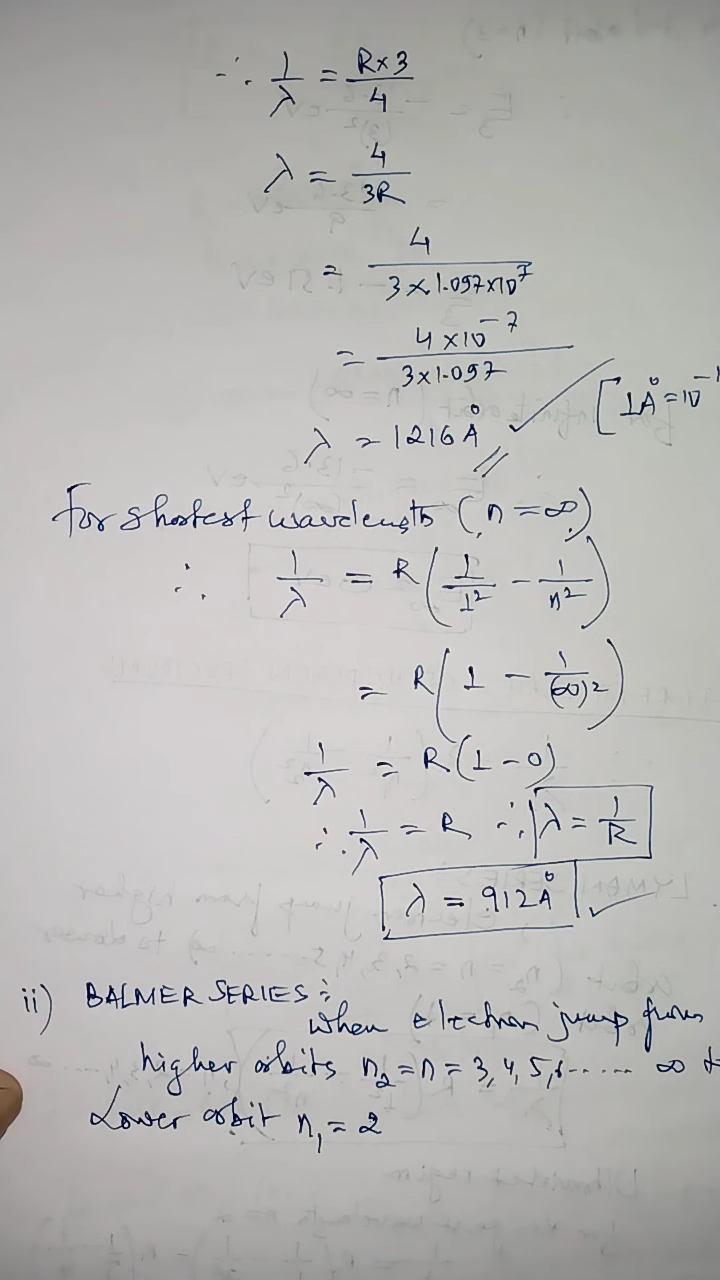 ∴ 1/λ = R×3/4
λ = 4/3R
= 4/3×1.097×10^7
= 4×10^-7/3×1.097
λ = 1216 Å ✓ [1Å = 10^-1
For shortest wavelength (n = ∞)
∴ 1/λ = R(1/1² - 1/n²)
= R(1 - 1/(∞)²)
1/λ = R(1-0)
∴ 1/λ = R ∴ λ = 1/R
λ = 912Å ✓
ii) BALMER SERIES:
When electron jump from
higher orbits n₂ = n = 3, 4, 5, 6 ...... ∞ t
Lower orbit n₁ = 2